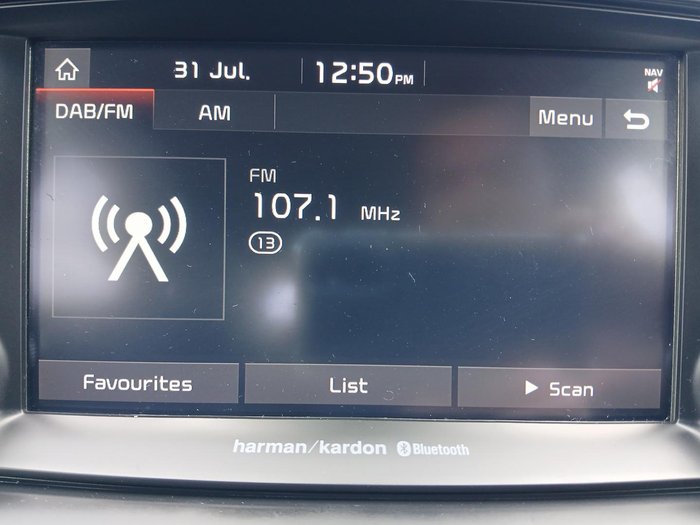 31 Jul. 12:50PM NAV
DAB/FM AM Menu
FM
107.1 MHz
13
Favourites List Scan
harman/kardon Bluetooth